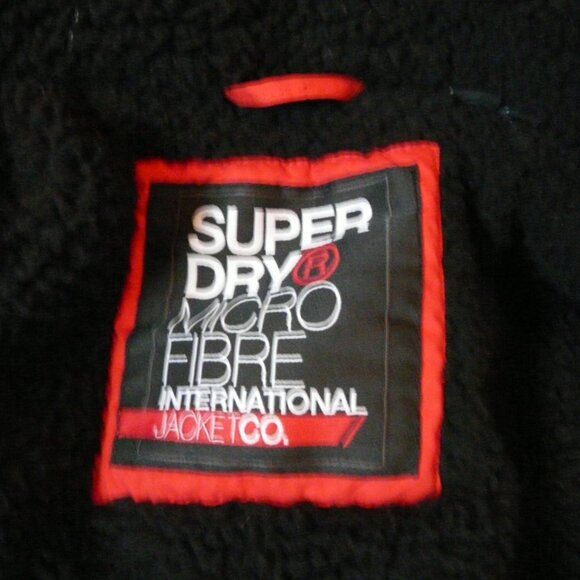 SUPER
DRY®
MICRO
FIBRE
INTERNATIONAL
JACKETCO.